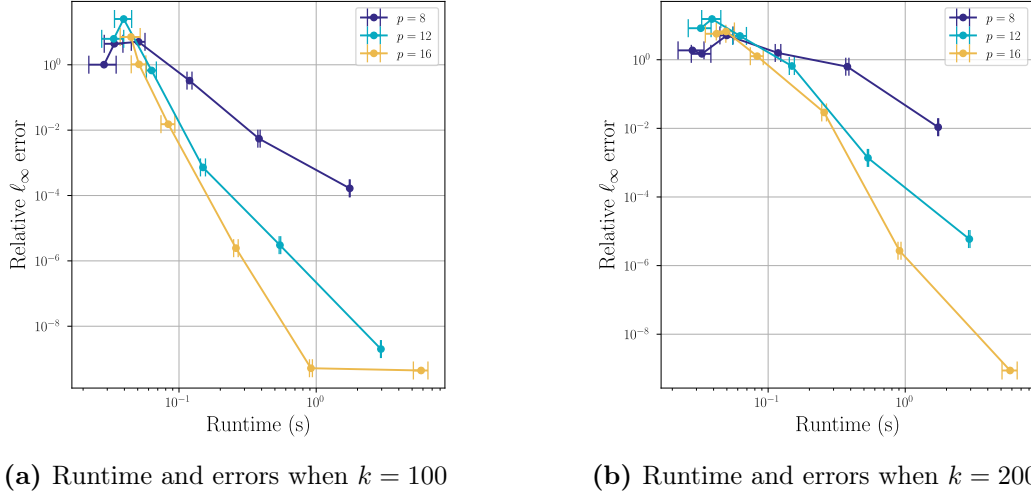 p = 8
p = 12
p = 16
10^0
10^{-2}
10^{-4}
10^{-6}
10^{-8}
Relative ℓ_∞ error
10^{-1}
10^0
Runtime (s)
(a) Runtime and errors when k = 100
p = 8
p = 12
p = 16
10^0
10^{-2}
10^{-4}
10^{-6}
10^{-8}
Relative ℓ_∞ error
10^{-1}
10^0
Runtime (s)
(b) Runtime and errors when k = 200